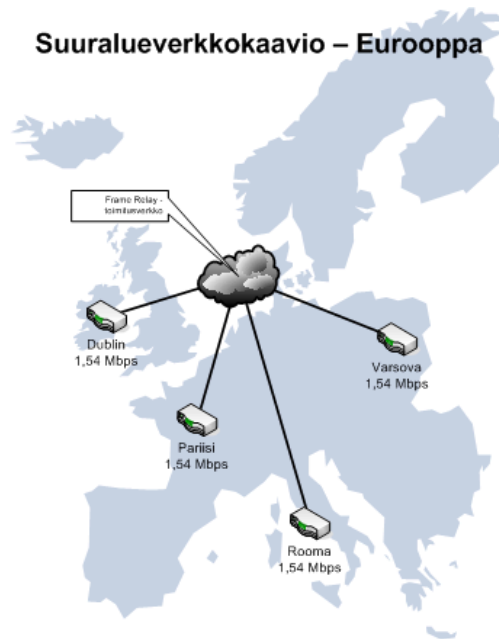 Suuralueverkkokaavio – Eurooppa
Frame Relay -
toimitusverkko
Dublin
1,54 Mbps
Varsova
1,54 Mbps
Pariisi
1,54 Mbps
Rooma
1,54 Mbps